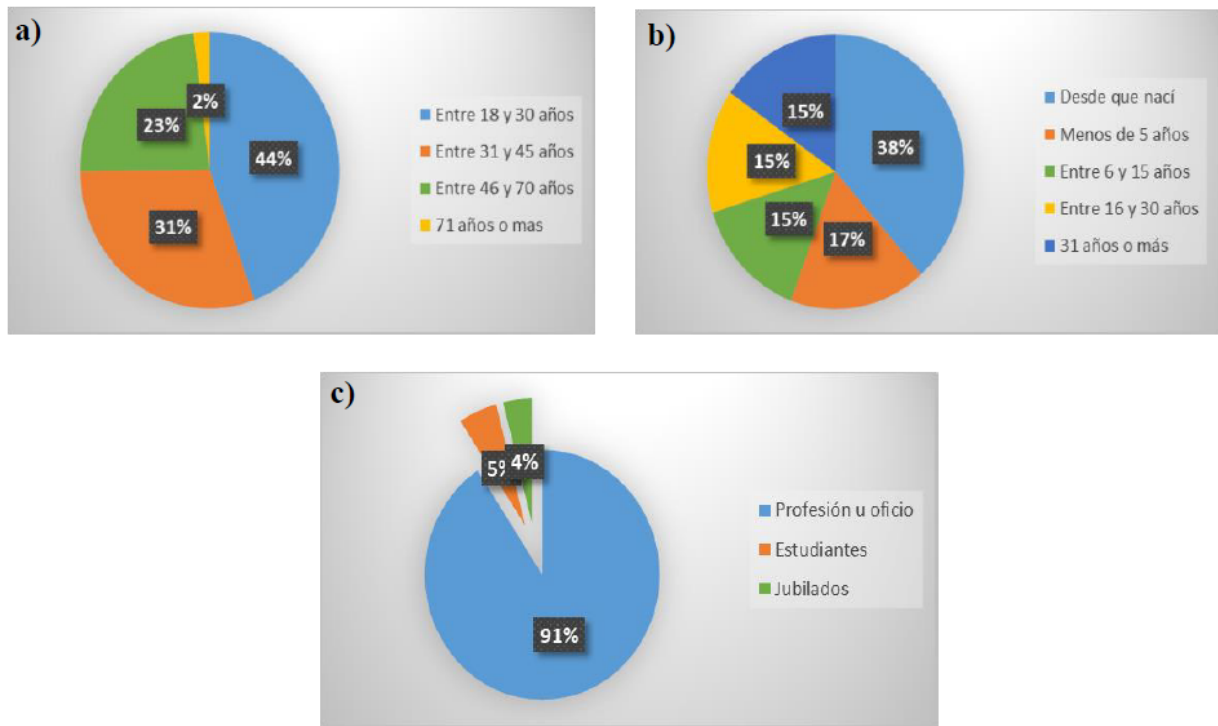 a)
2%
23%
44%
31%
Entre 18 y 30 años
Entre 31 y 45 años
Entre 46 y 70 años
71 años o mas
b)
15%
38%
15%
15%
17%
Desde que nací
Menos de 5 años
Entre 6 y 15 años
Entre 16 y 30 años
31 años o más
c)
5%
4%
91%
Profesión u oficio
Estudiantes
Jubilados